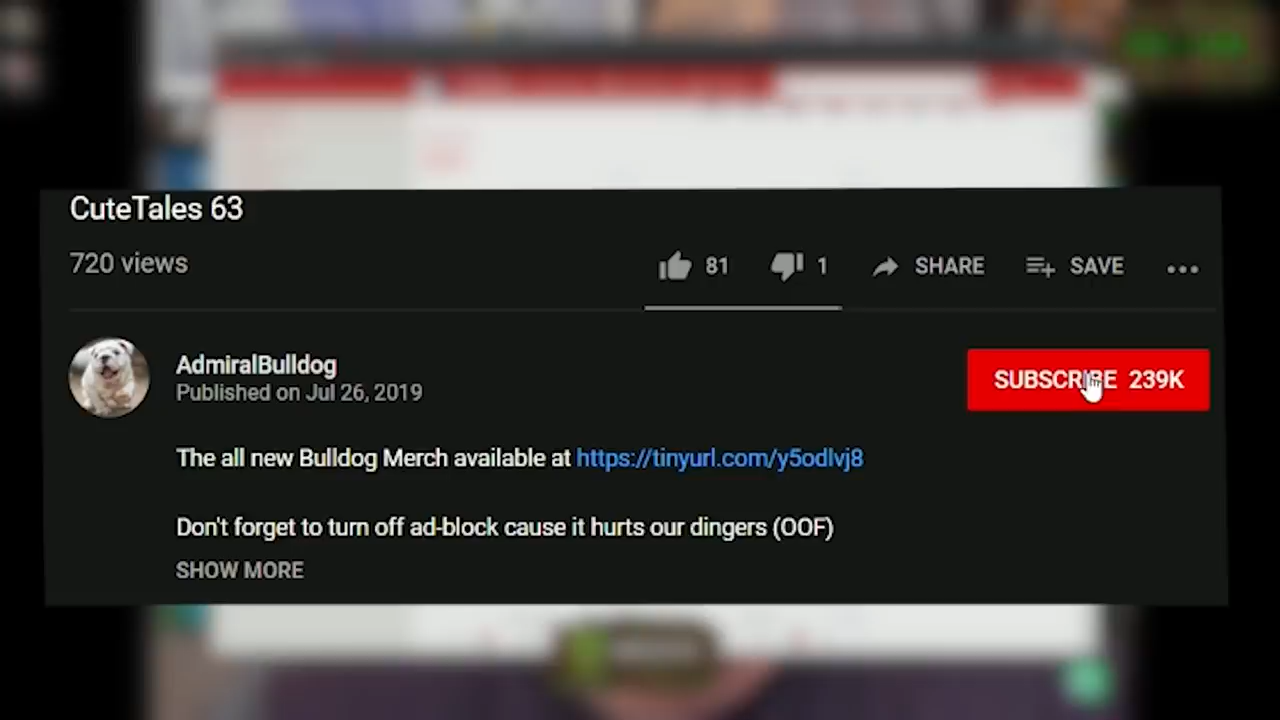 CuteTales 63
720 views
81
1
SHARE
SAVE
AdmiralBulldog
SUBSCRIBE 239K
Published on Jul 26, 2019
The all new Bulldog Merch available at https://tinyurl.com/y5odlvj8
Don't forget to turn off ad-block cause it hurts our dingers (OOF)
SHOW MORE